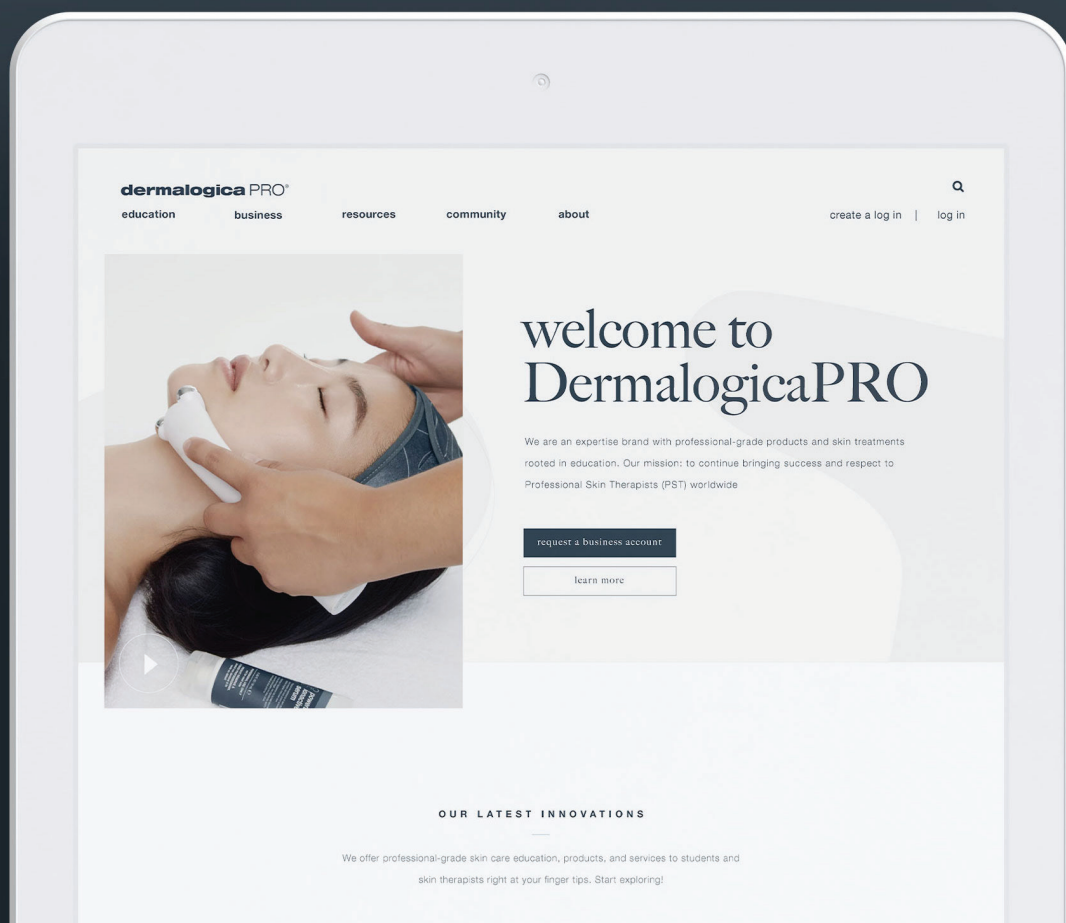 dermalogica PRO®
education business resources community about
create a log in | log in
welcome to
DermalogicaPRO
We are an expertise brand with professional-grade products and skin treatments
rooted in education. Our mission: to continue bringing success and respect to
Professional Skin Therapists (PST) worldwide
request a business account
learn more
OUR LATEST INNOVATIONS
We offer professional-grade skin care education, products, and services to students and
skin therapists right at your finger tips. Start exploring!